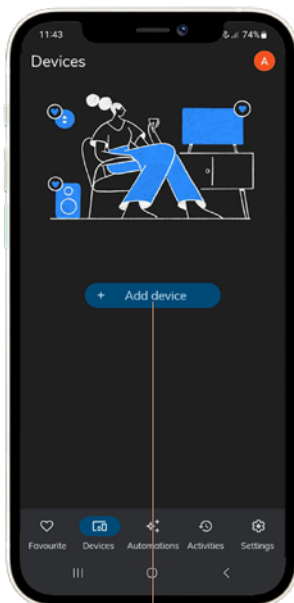 11:43 74%
Devices A
+ Add device
Favourite Devices Automations Activities Settings